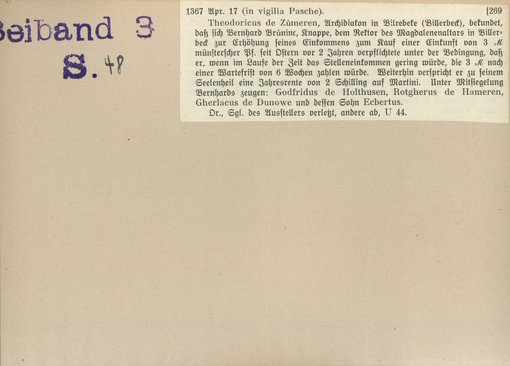 Beiband 3
S. 48
1367 Apr. 17 (in vigilia Pasche). [269
Theodoricus de Zůmeren, Archidiakon in Bilrebeke (Billerbeck), bekundet,
daß sich Bernhard Brünine, Knappe, dem Rektor des Magdalenenaltars in Biller-
beck zur Erhöhung seines Einkommens zum Kauf einer Einkunft von 3 ℳ
münsterscher Pf. seit Ostern vor 2 Jahren verpflichtete unter der Bedingung, daß
er, wenn im Laufe der Zeit das Stelleneinkommen gering würde, die 3 ℳ nach
einer Wartefrist von 6 Wochen zahlen würde. Weiterhin verspricht er zu seinem
Seelenheil eine Jahresrente von 2 Schilling auf Martini. Unter Mitsiegelung
Bernhards zeugen: Godfridus de Holthusen, Rotgherus de Hameren,
Gherlacus de Dunowe und dessen Sohn Ecbertus.
Or., Sgl. des Ausstellers verletzt, andere ab, U 44.